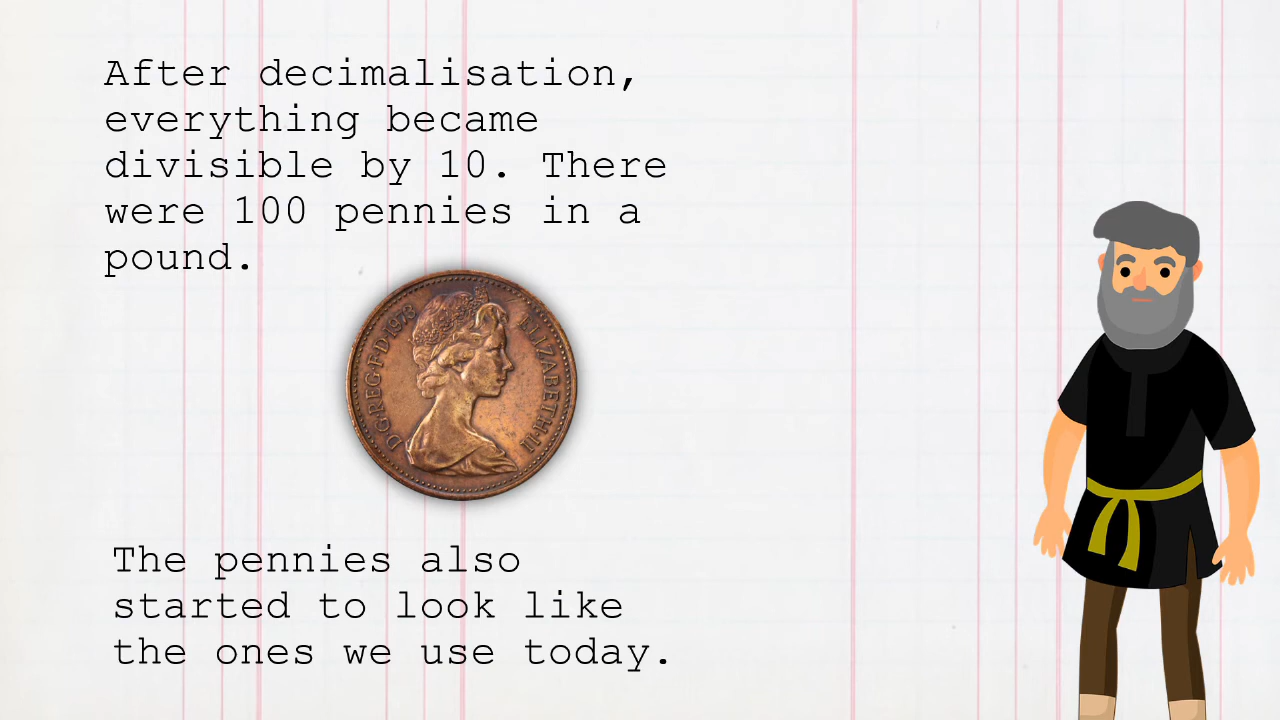 After decimalisation,
everything became
divisible by 10. There
were 100 pennies in a
pound.
D·G·REG·F·D·1973
ELIZABETH·II
The pennies also
started to look like
the ones we use today.